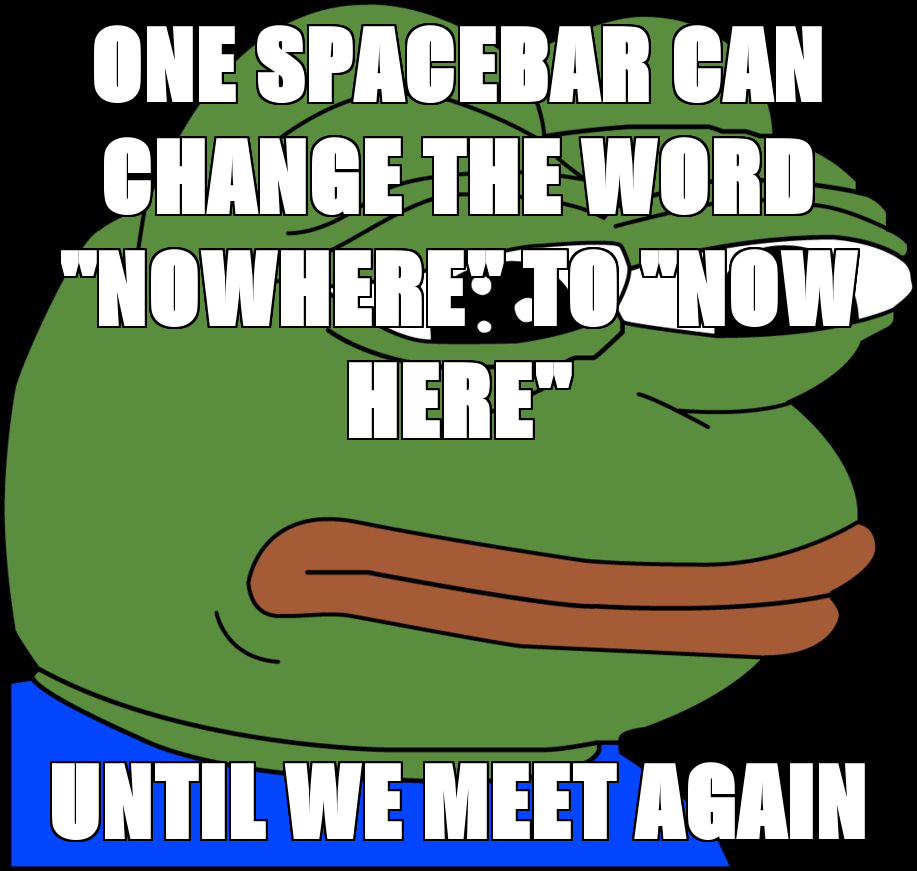 ONE SPACEBAR CAN
CHANGE THE WORD
"NOWHERE" TO "NOW
HERE"
UNTIL WE MEET AGAIN